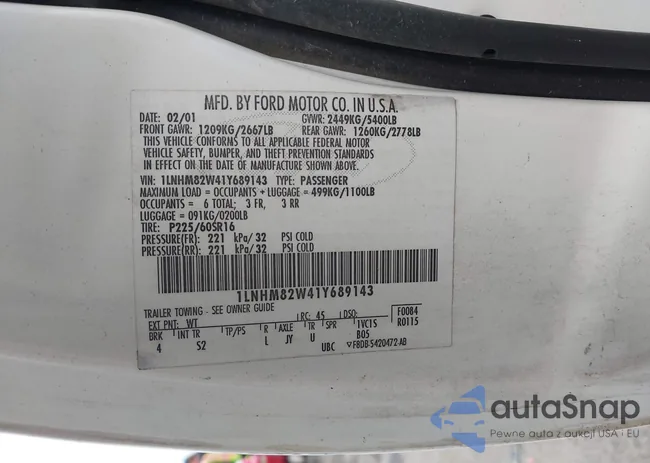 MFD. BY FORD MOTOR CO. IN U.S.A.
DATE: 02/01 GVWR: 2449KG/5400LB
FRONT GAWR: 1209KG/2667LB REAR GAWR: 1260KG/2778LB
THIS VEHICLE CONFORMS TO ALL APPLICABLE FEDERAL MOTOR
VEHICLE SAFETY, BUMPER, AND THEFT PREVENTION STANDARDS
IN EFFECT ON THE DATE OF MANUFACTURE SHOWN ABOVE.
VIN: 1LNHM82W41Y689143 TYPE: PASSENGER
MAXIMUM LOAD = OCCUPANTS + LUGGAGE = 499KG/1100LB
OCCUPANTS = 6 TOTAL; 3 FR, 3 RR
LUGGAGE = 091KG/0200LB
TIRE: P225/60SR16
PRESSURE(FR): 221 kPa/ 32 PSI COLD
PRESSURE(RR): 221 kPa/ 32 PSI COLD
1LNHM82W41Y689143
TRAILER TOWING - SEE OWNER GUIDE
EXT PNT: WT RC: 45 DSO: F0084
BRK INT TR TP/PS R AXLE TR SPR IVC1S R0115
4 S2 L JY U B05
UBC ▽F8DB-5420472-AB
autoSnap
Pewne auto z aukcji USA i EU